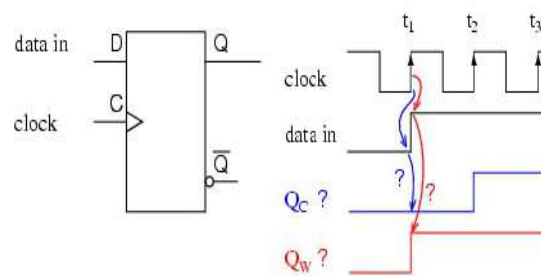 data in
D
Q
C
clock
Q
t1
t2
t3
clock
data in
?
?
QC ?
QW ?